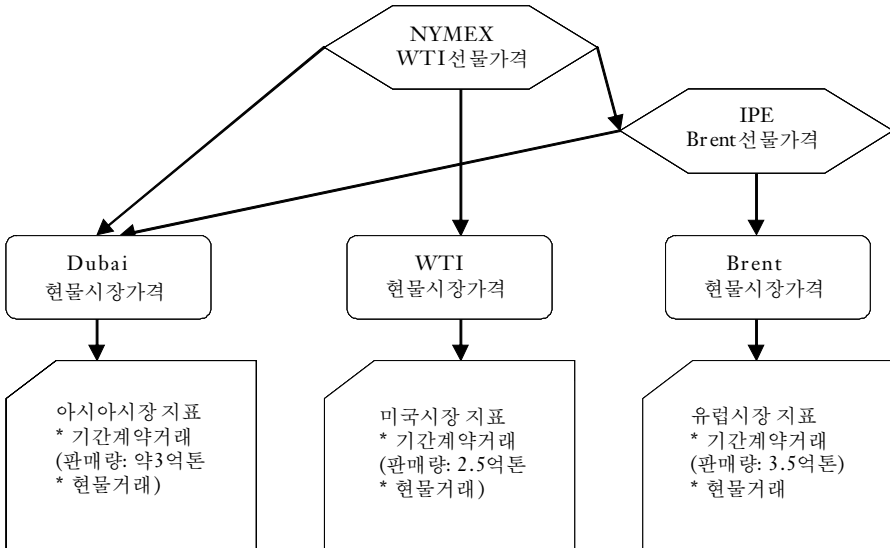 NYMEX
WTI선물가격
IPE
Brent선물가격
Dubai
현물시장가격
WTI
현물시장가격
Brent
현물시장가격
아시아시장 지표
* 기간계약거래
(판매량: 약3억톤
* 현물거래)
미국시장 지표
* 기간계약거래
(판매량: 2.5억톤
* 현물거래)
유럽시장 지표
* 기간계약거래
(판매량: 3.5억톤)
* 현물거래